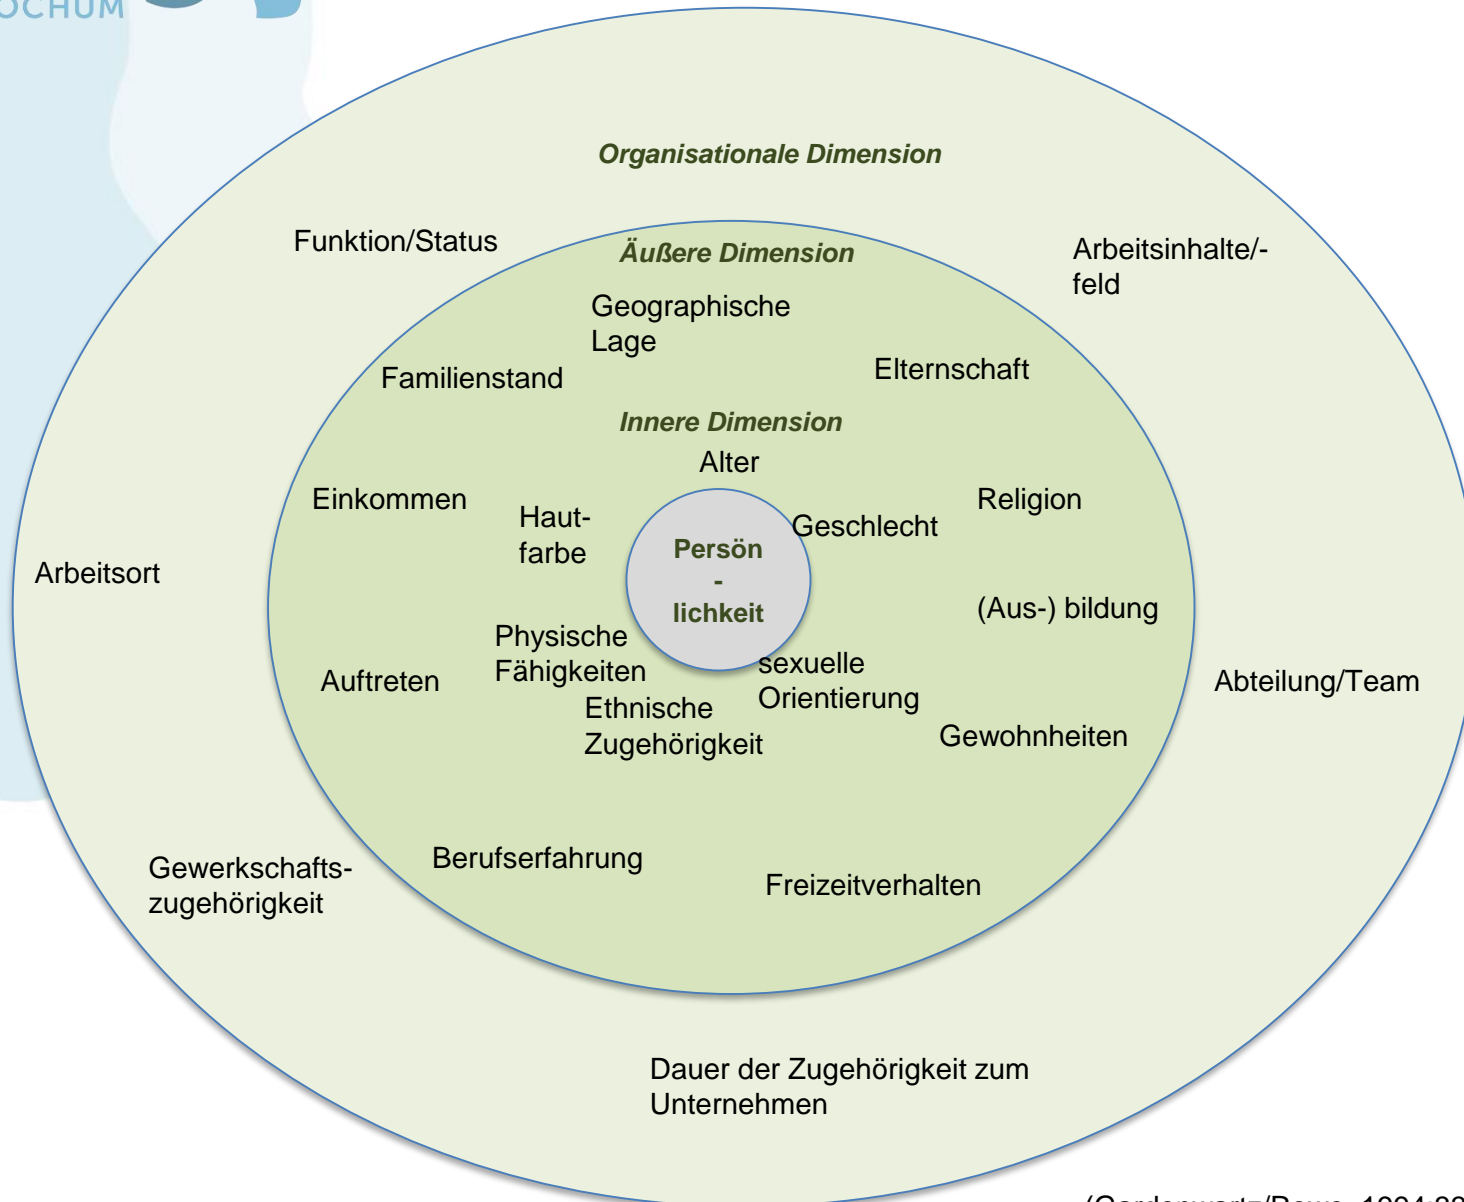 OCHUM
Organisationale Dimension
Funktion/Status
Äußere Dimension
Arbeitsinhalte/-
feld
Geographische
Lage
Familienstand
Elternschaft
Innere Dimension
Alter
Einkommen
Haut-
farbe
Geschlecht
Religion
Persön
-
lichkeit
Arbeitsort
(Aus-) bildung
Physische
Fähigkeiten
sexuelle
Orientierung
Auftreten
Abteilung/Team
Ethnische
Zugehörigkeit
Gewohnheiten
Berufserfahrung
Gewerkschafts-
zugehörigkeit
Freizeitverhalten
Dauer der Zugehörigkeit zum
Unternehmen